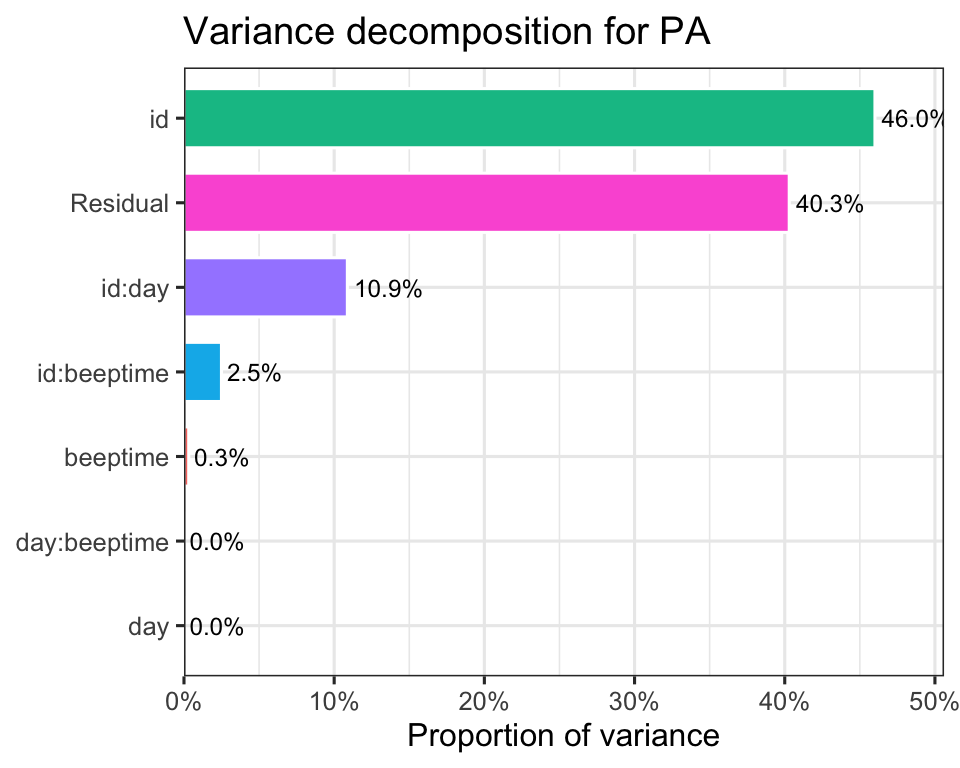 Variance decomposition for PA
id
46.0%
Residual
40.3%
id:day
10.9%
id:beeptime
2.5%
beeptime
0.3%
day:beeptime
0.0%
day
0.0%
0% 10% 20% 30% 40% 50%
Proportion of variance